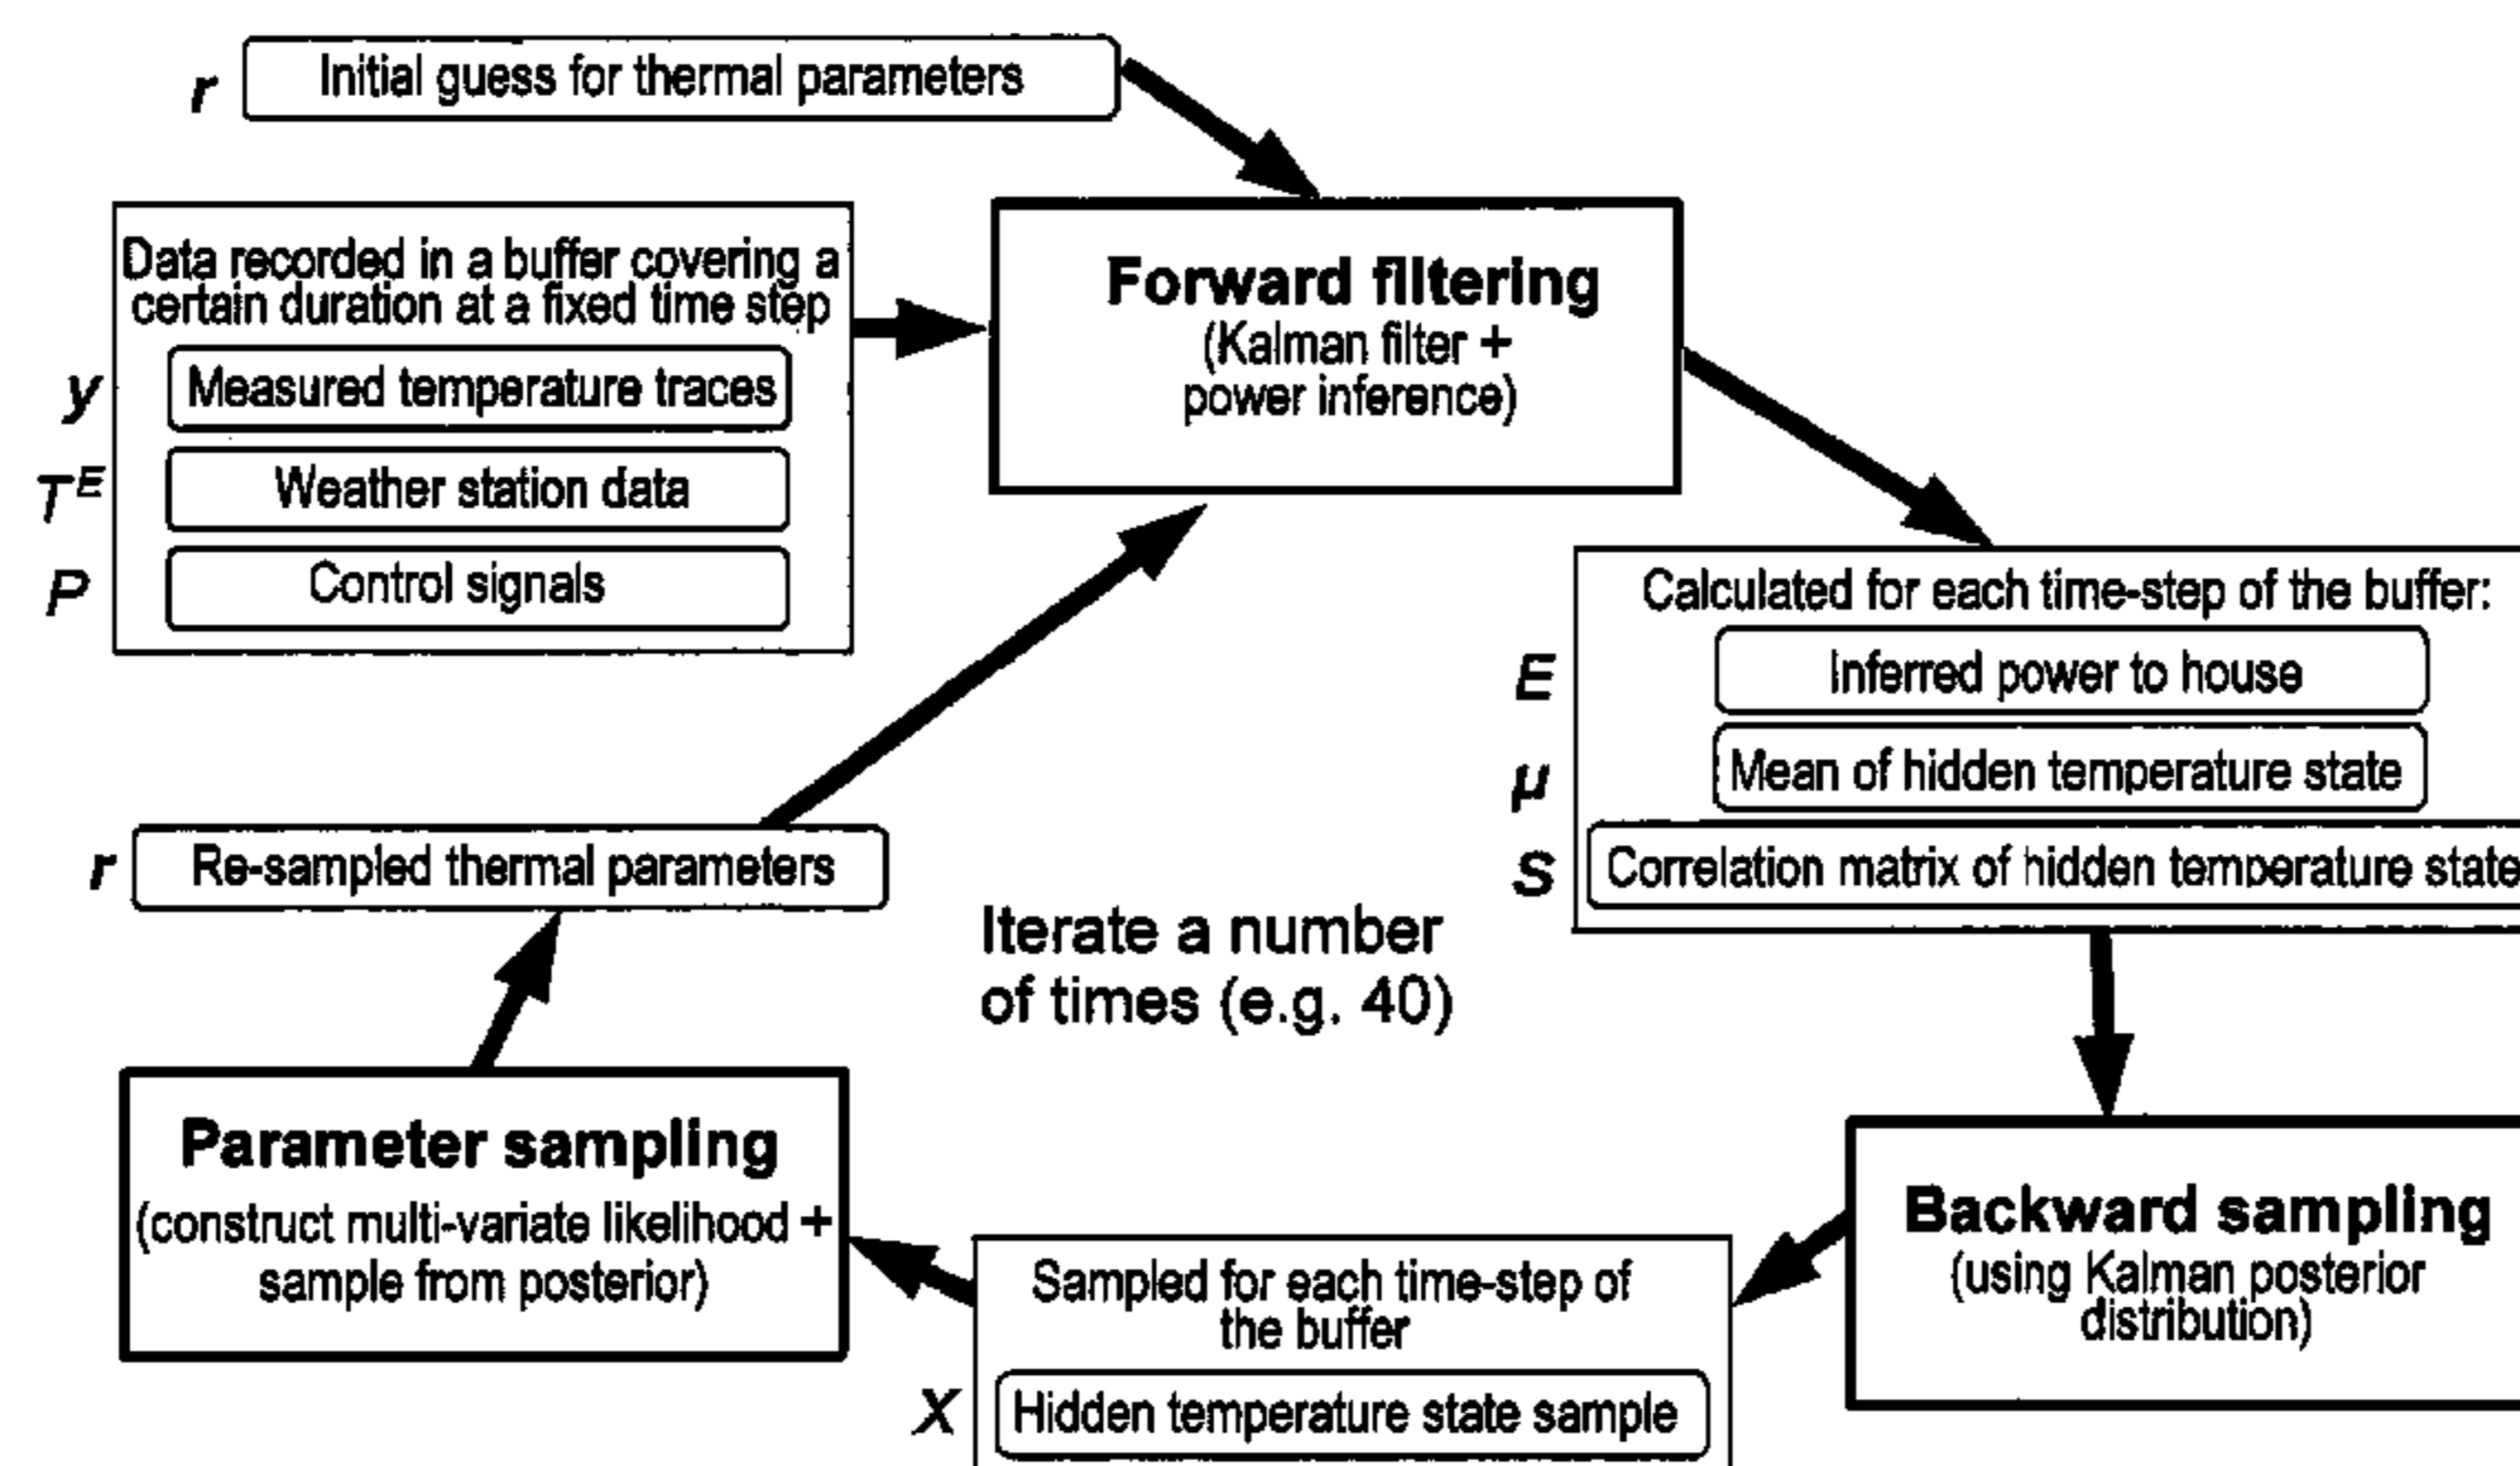 r
Initial guess for thermal parameters
Data recorded in a buffer covering a
certain duration at a fixed time step
y
Measured temperature traces
T^E
Weather station data
P
Control signals
Forward filtering
(Kalman filter +
power inference)
Calculated for each time-step of the buffer:
E
Inferred power to house
μ
Mean of hidden temperature state
S
Correlation matrix of hidden temperature state
r
Re-sampled thermal parameters
Iterate a number
of times (e.g. 40)
Parameter sampling
(construct multi-variate likelihood +
sample from posterior)
Sampled for each time-step of
the buffer
X
Hidden temperature state sample
Backward sampling
(using Kalman posterior
distribution)